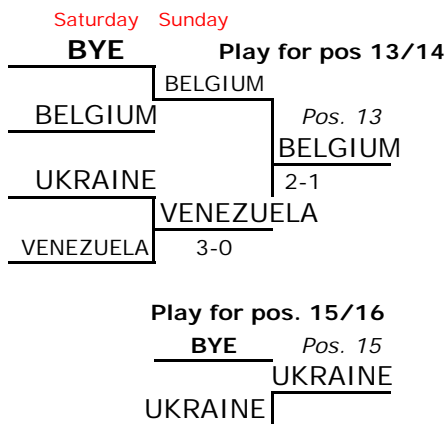 Saturday Sunday
BYE Play for pos 13/14
BELGIUM
BELGIUM Pos. 13
BELGIUM
UKRAINE 2-1
VENEZUELA
VENEZUELA 3-0
Play for pos. 15/16
BYE Pos. 15
UKRAINE
UKRAINE